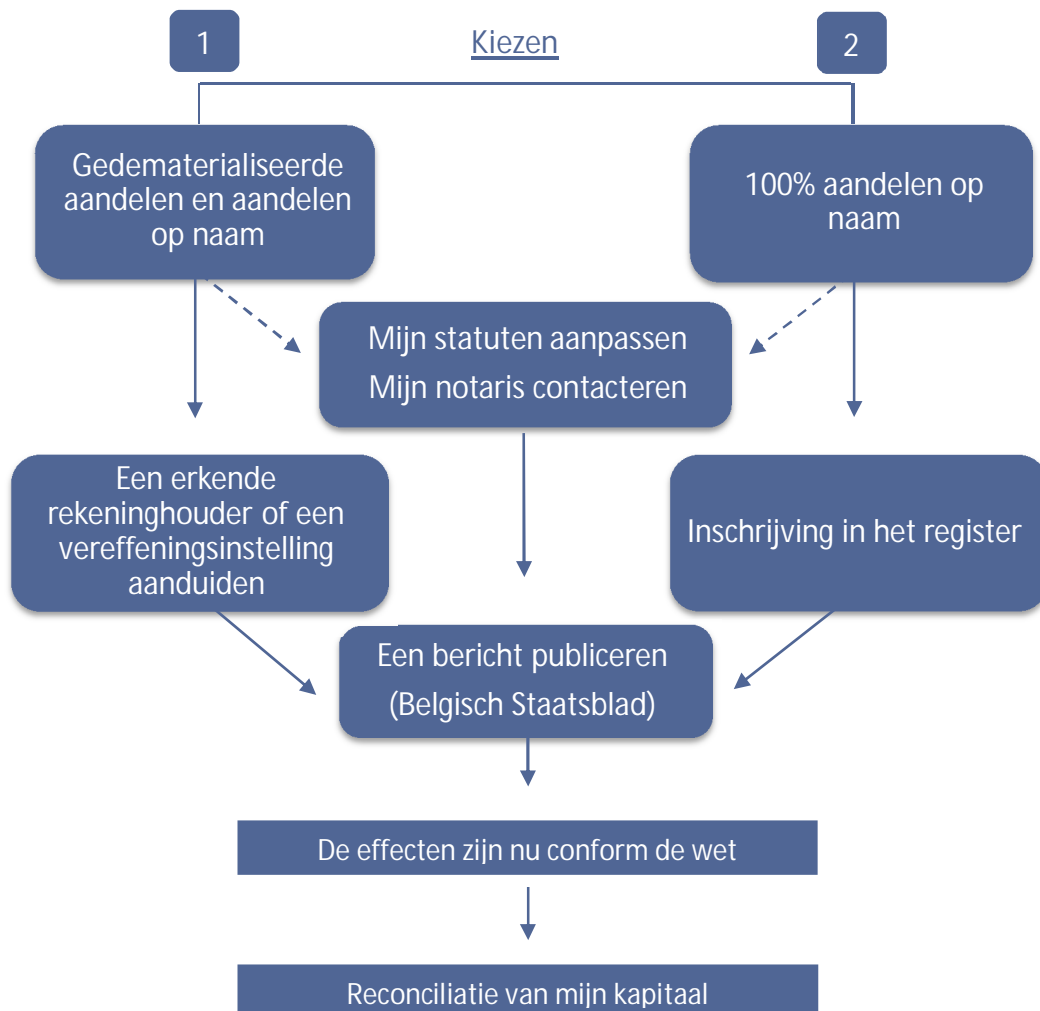 1
Kiezen
2
Gedematerialiseerde
aandelen en aandelen
op naam
100% aandelen op
naam
Mijn statuten aanpassen
Mijn notaris contacteren
Een erkende
rekeninghouder of een
vereffeningsinstelling
aanduiden
Inschrijving in het register
Een bericht publiceren
(Belgisch Staatsblad)
De effecten zijn nu conform de wet
Reconciliatie van mijn kapitaal